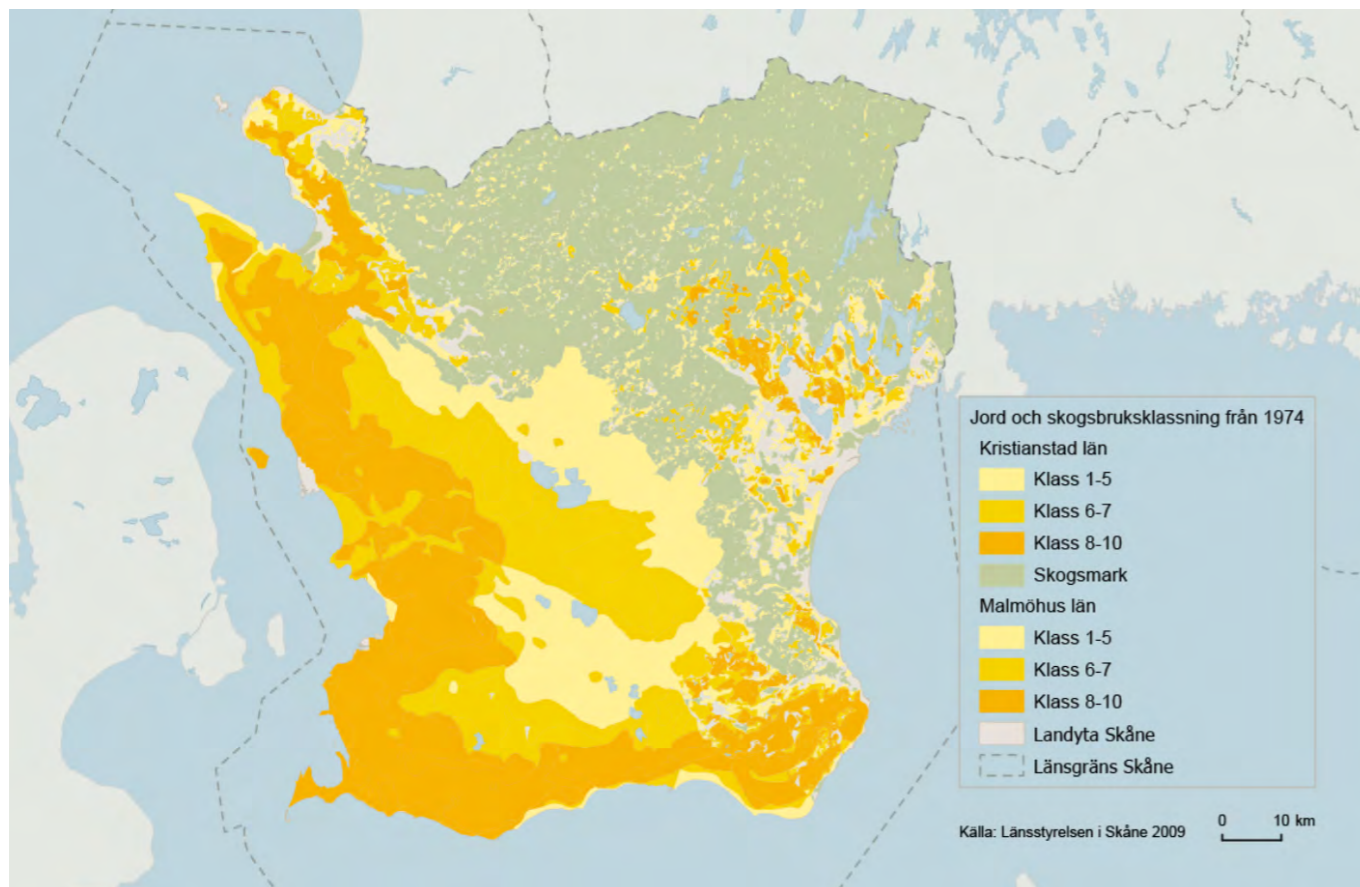 Jord och skogsbruksklassning från 1974
Kristianstad län
Klass 1-5
Klass 6-7
Klass 8-10
Skogsmark
Malmöhus län
Klass 1-5
Klass 6-7
Klass 8-10
Landyta Skåne
Länsgräns Skåne
Källa: Länsstyrelsen i Skåne 2009
0 10 km